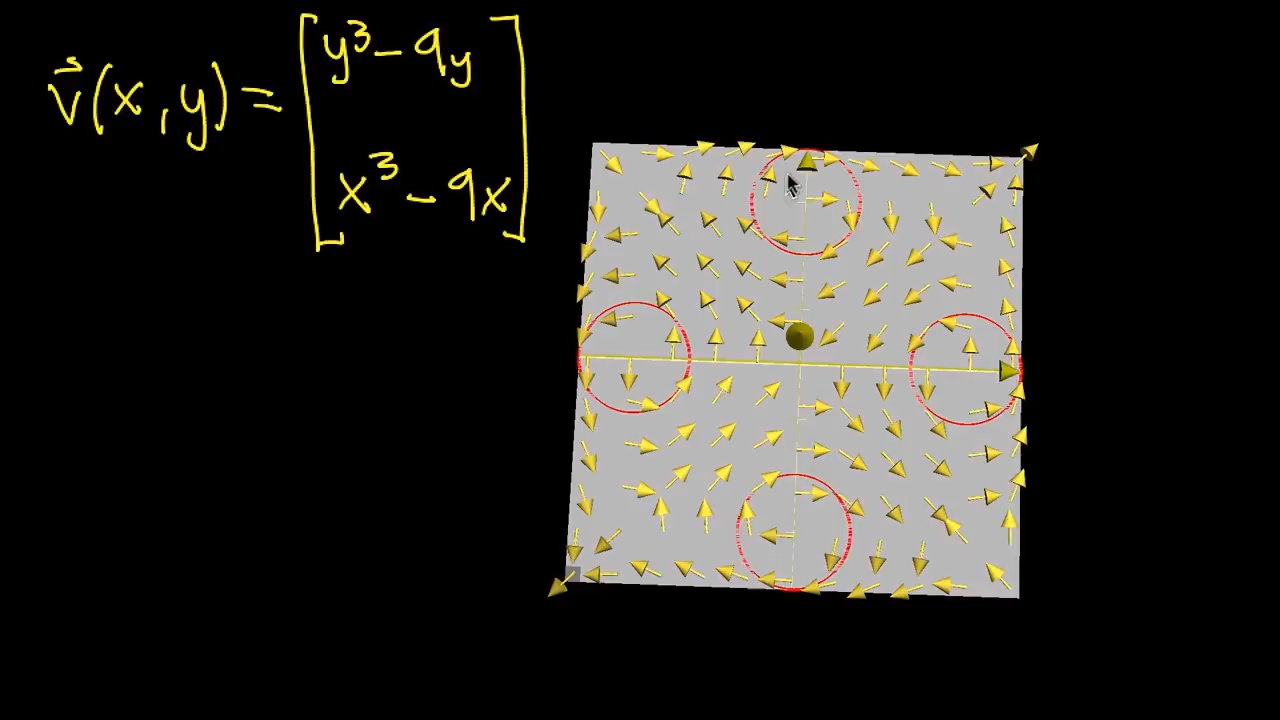 v⃗(x,y) = [y³ - 9y
x³ - 9x]